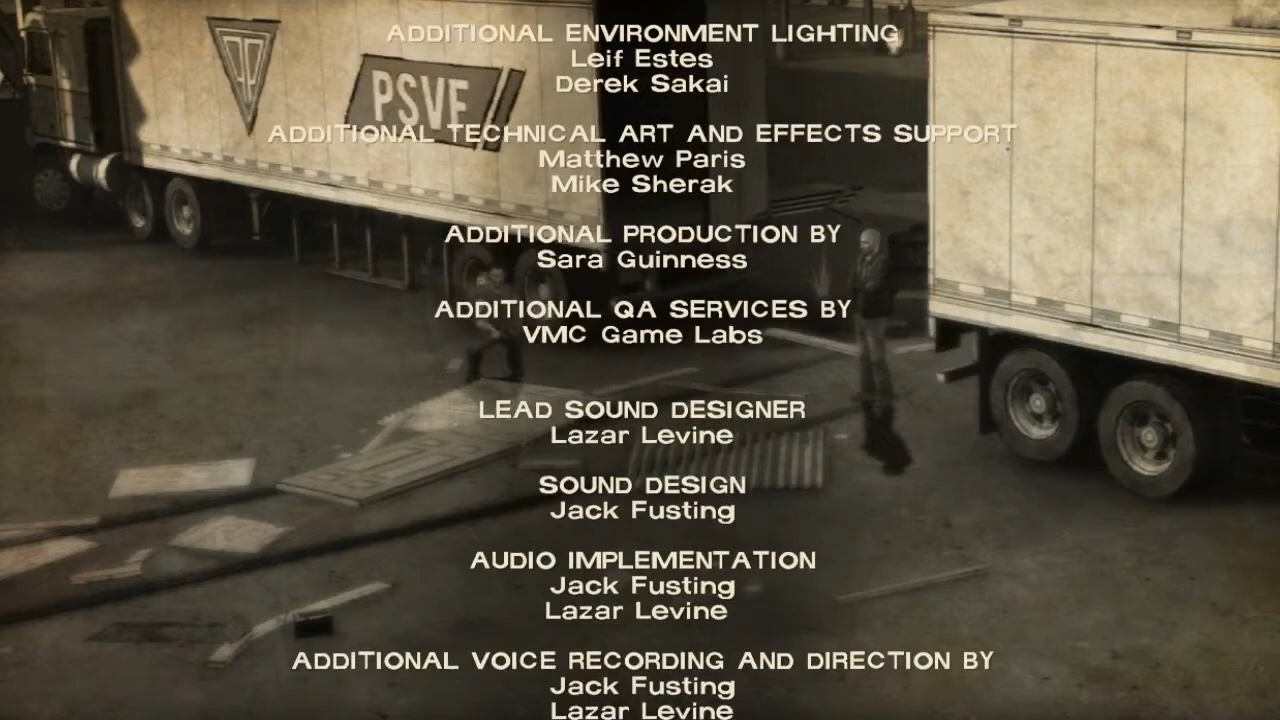 PSVF
ADDITIONAL ENVIRONMENT LIGHTING
Leif Estes
Derek Sakai
ADDITIONAL TECHNICAL ART AND EFFECTS SUPPORT
Matthew Paris
Mike Sherak
ADDITIONAL PRODUCTION BY
Sara Guinness
ADDITIONAL QA SERVICES BY
VMC Game Labs
LEAD SOUND DESIGNER
Lazar Levine
SOUND DESIGN
Jack Fusting
AUDIO IMPLEMENTATION
Jack Fusting
Lazar Levine
ADDITIONAL VOICE RECORDING AND DIRECTION BY
Jack Fusting
Lazar Levine